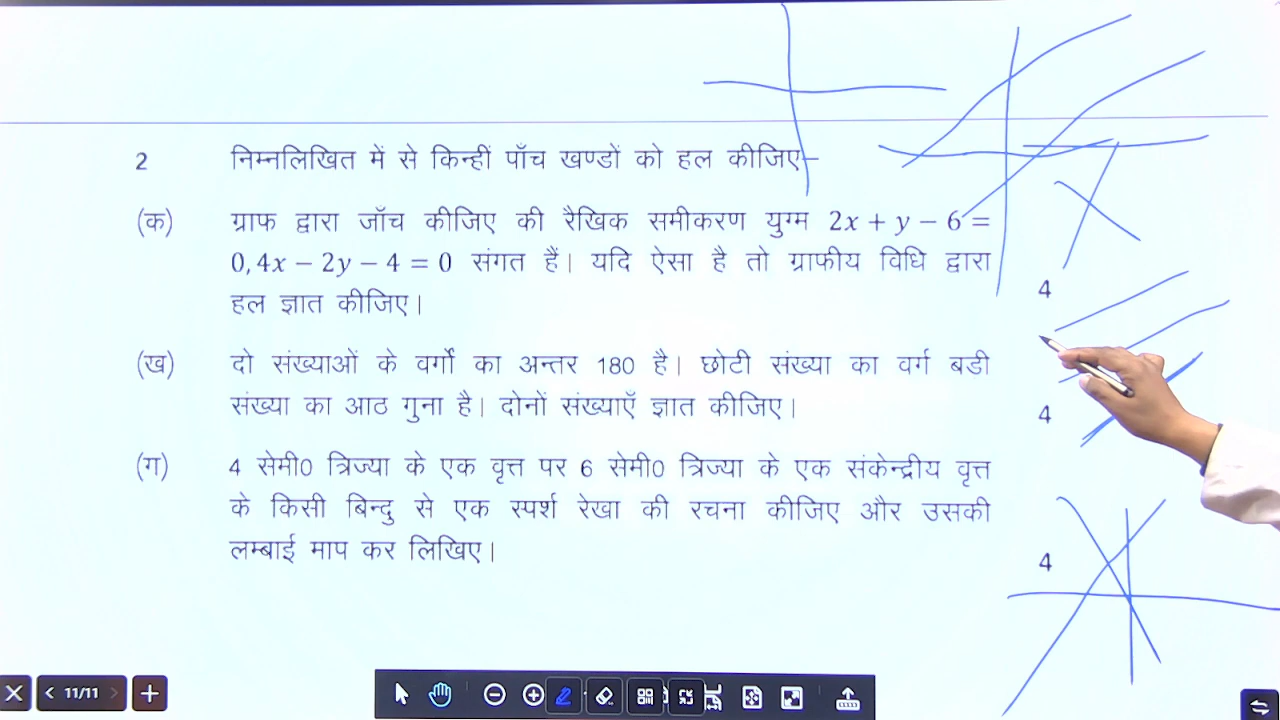 2 निम्नलिखित में से किन्हीं पाँच खण्डों को हल कीजिए–
(क) ग्राफ द्वारा जाँच कीजिए की रैखिक समीकरण युग्म 2x + y − 6 =
0, 4x − 2y − 4 = 0 संगत हैं। यदि ऐसा है तो ग्राफीय विधि द्वारा
हल ज्ञात कीजिए। 4
(ख) दो संख्याओं के वर्गो का अन्तर 180 है। छोटी संख्या का वर्ग बडी
संख्या का आठ गुना है। दोनों संख्याएँ ज्ञात कीजिए। 4
(ग) 4 सेमी0 त्रिज्या के एक वृत्त पर 6 सेमी0 त्रिज्या के एक संकेन्द्रीय वृत्त
के किसी बिन्दु से एक स्पर्श रेखा की रचना कीजिए और उसकी
लम्बाई माप कर लिखिए। 4
11/11